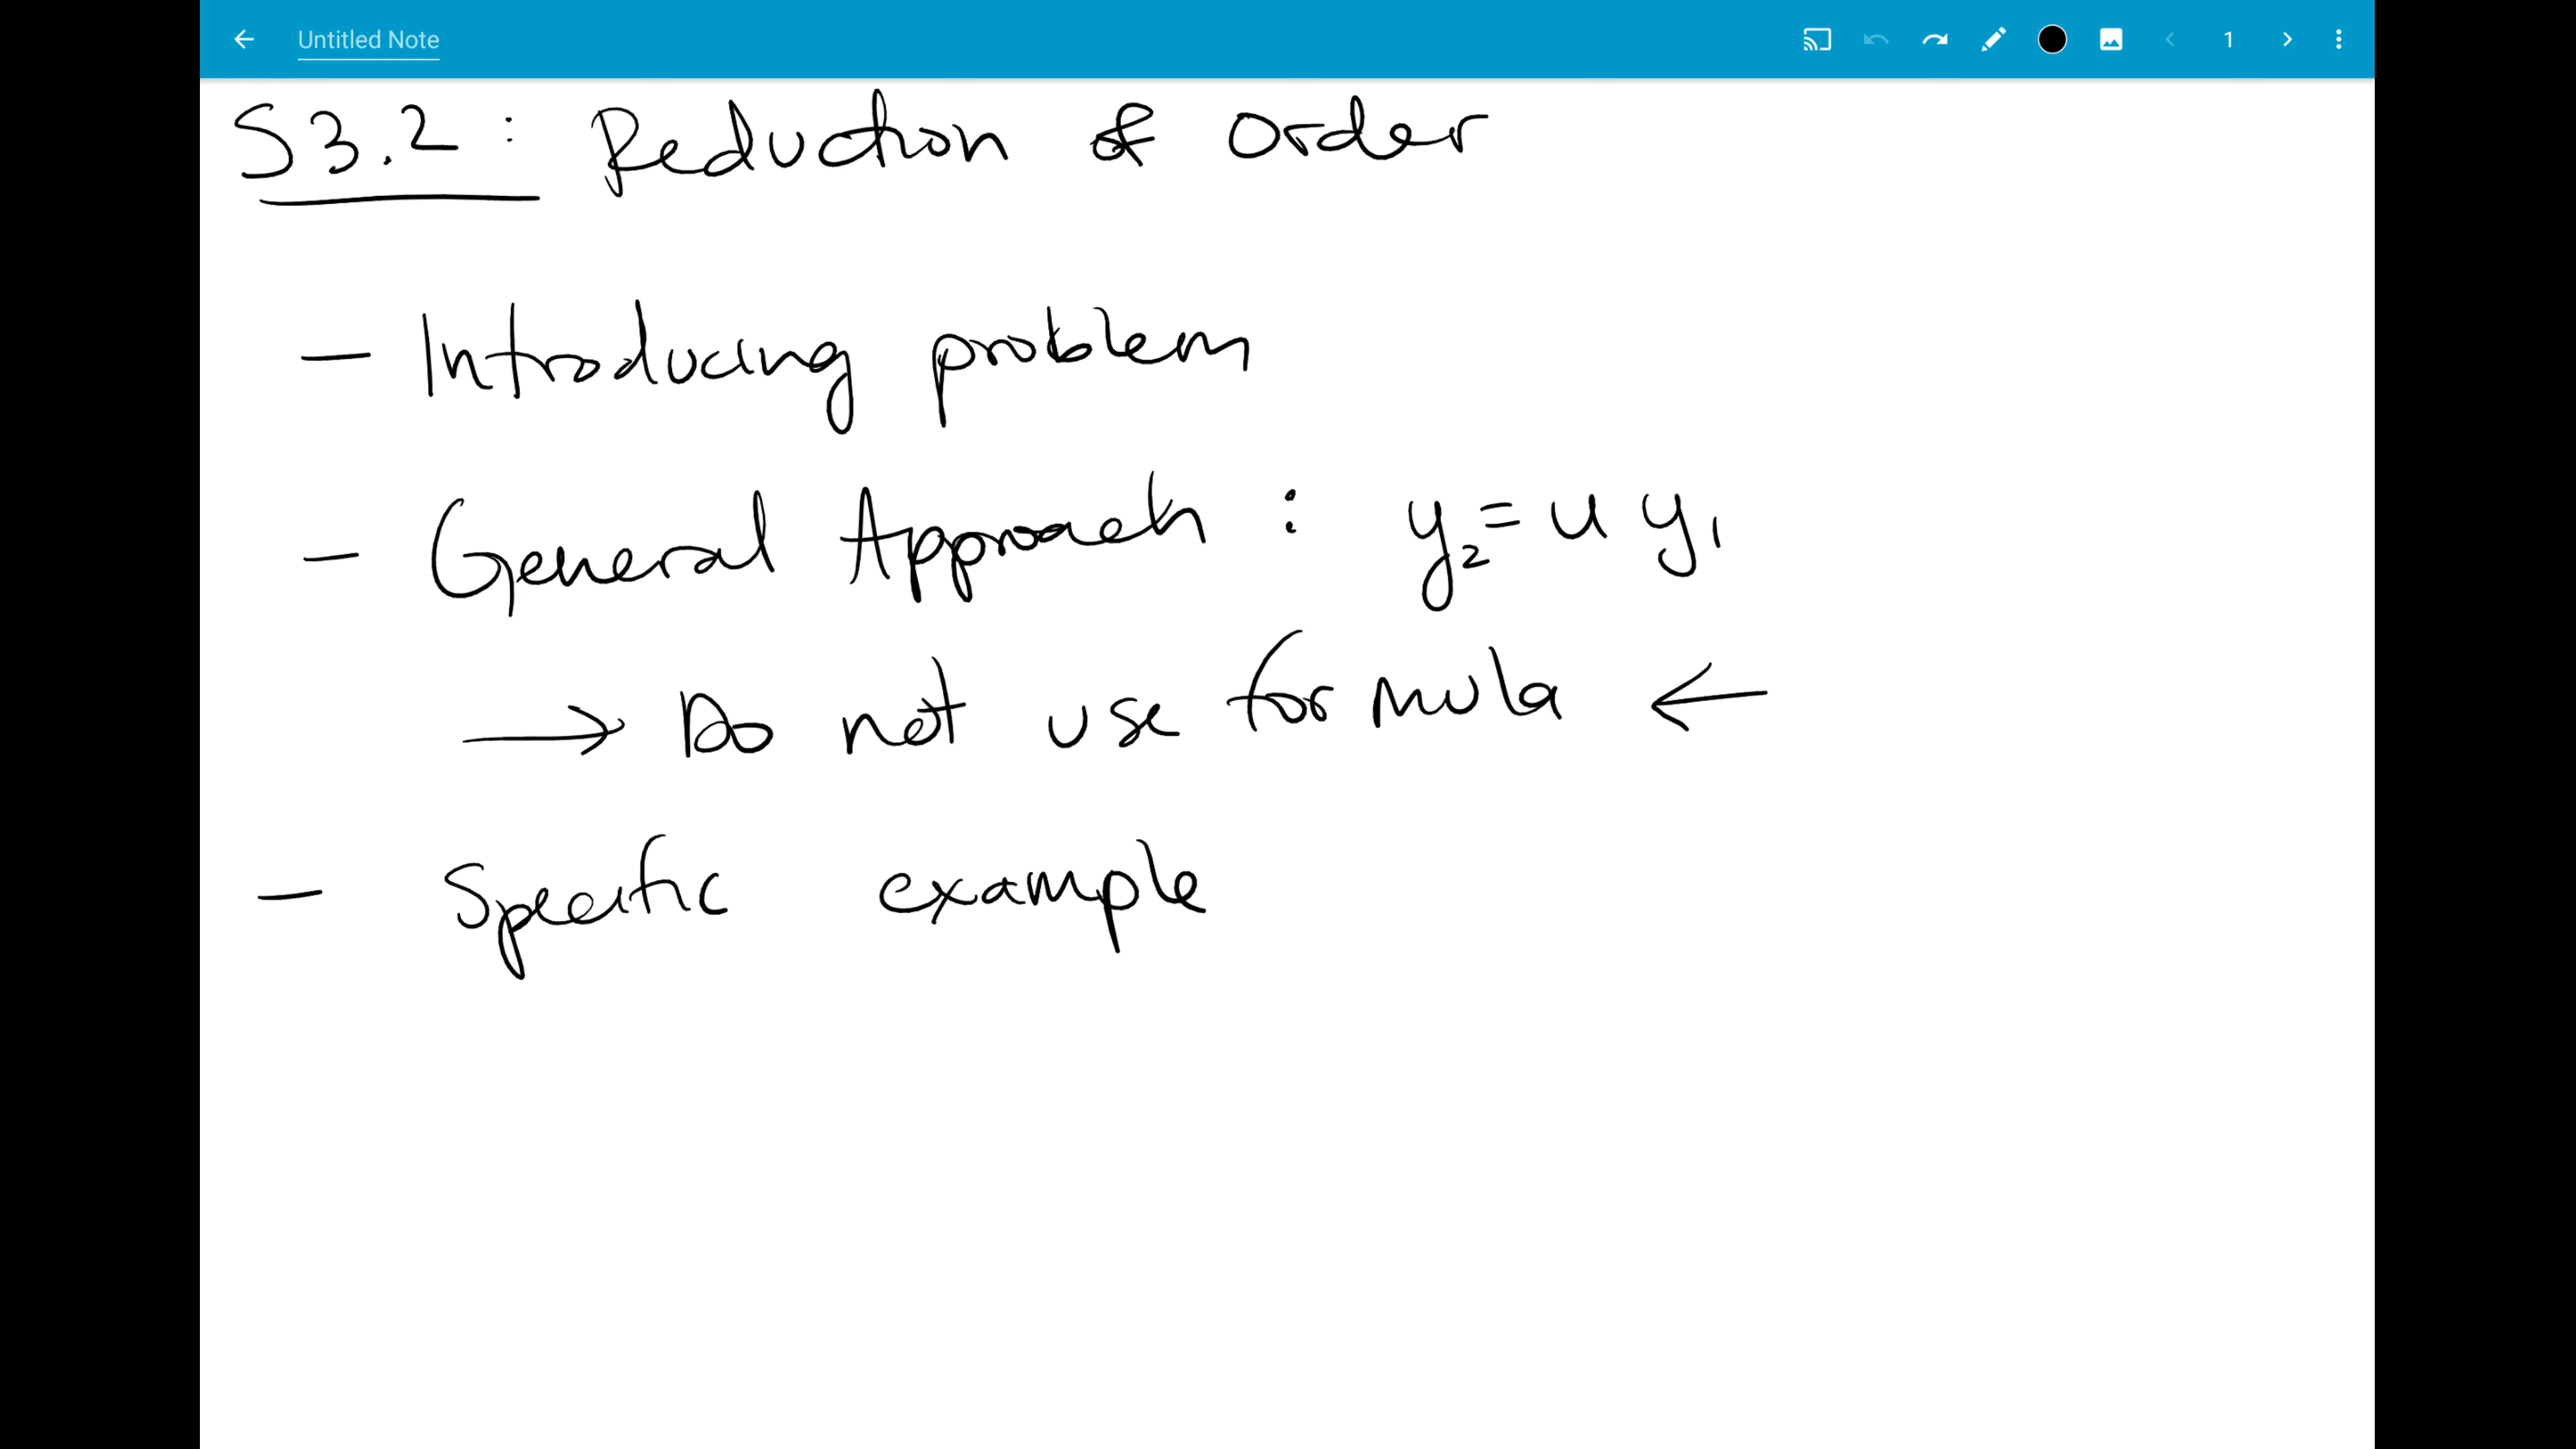 Untitled Note
1
S3.2: Reduction of Order
- Introducing problem
- General Approach: y₂ = u y₁
→ Do not use formula ←
- Specific example